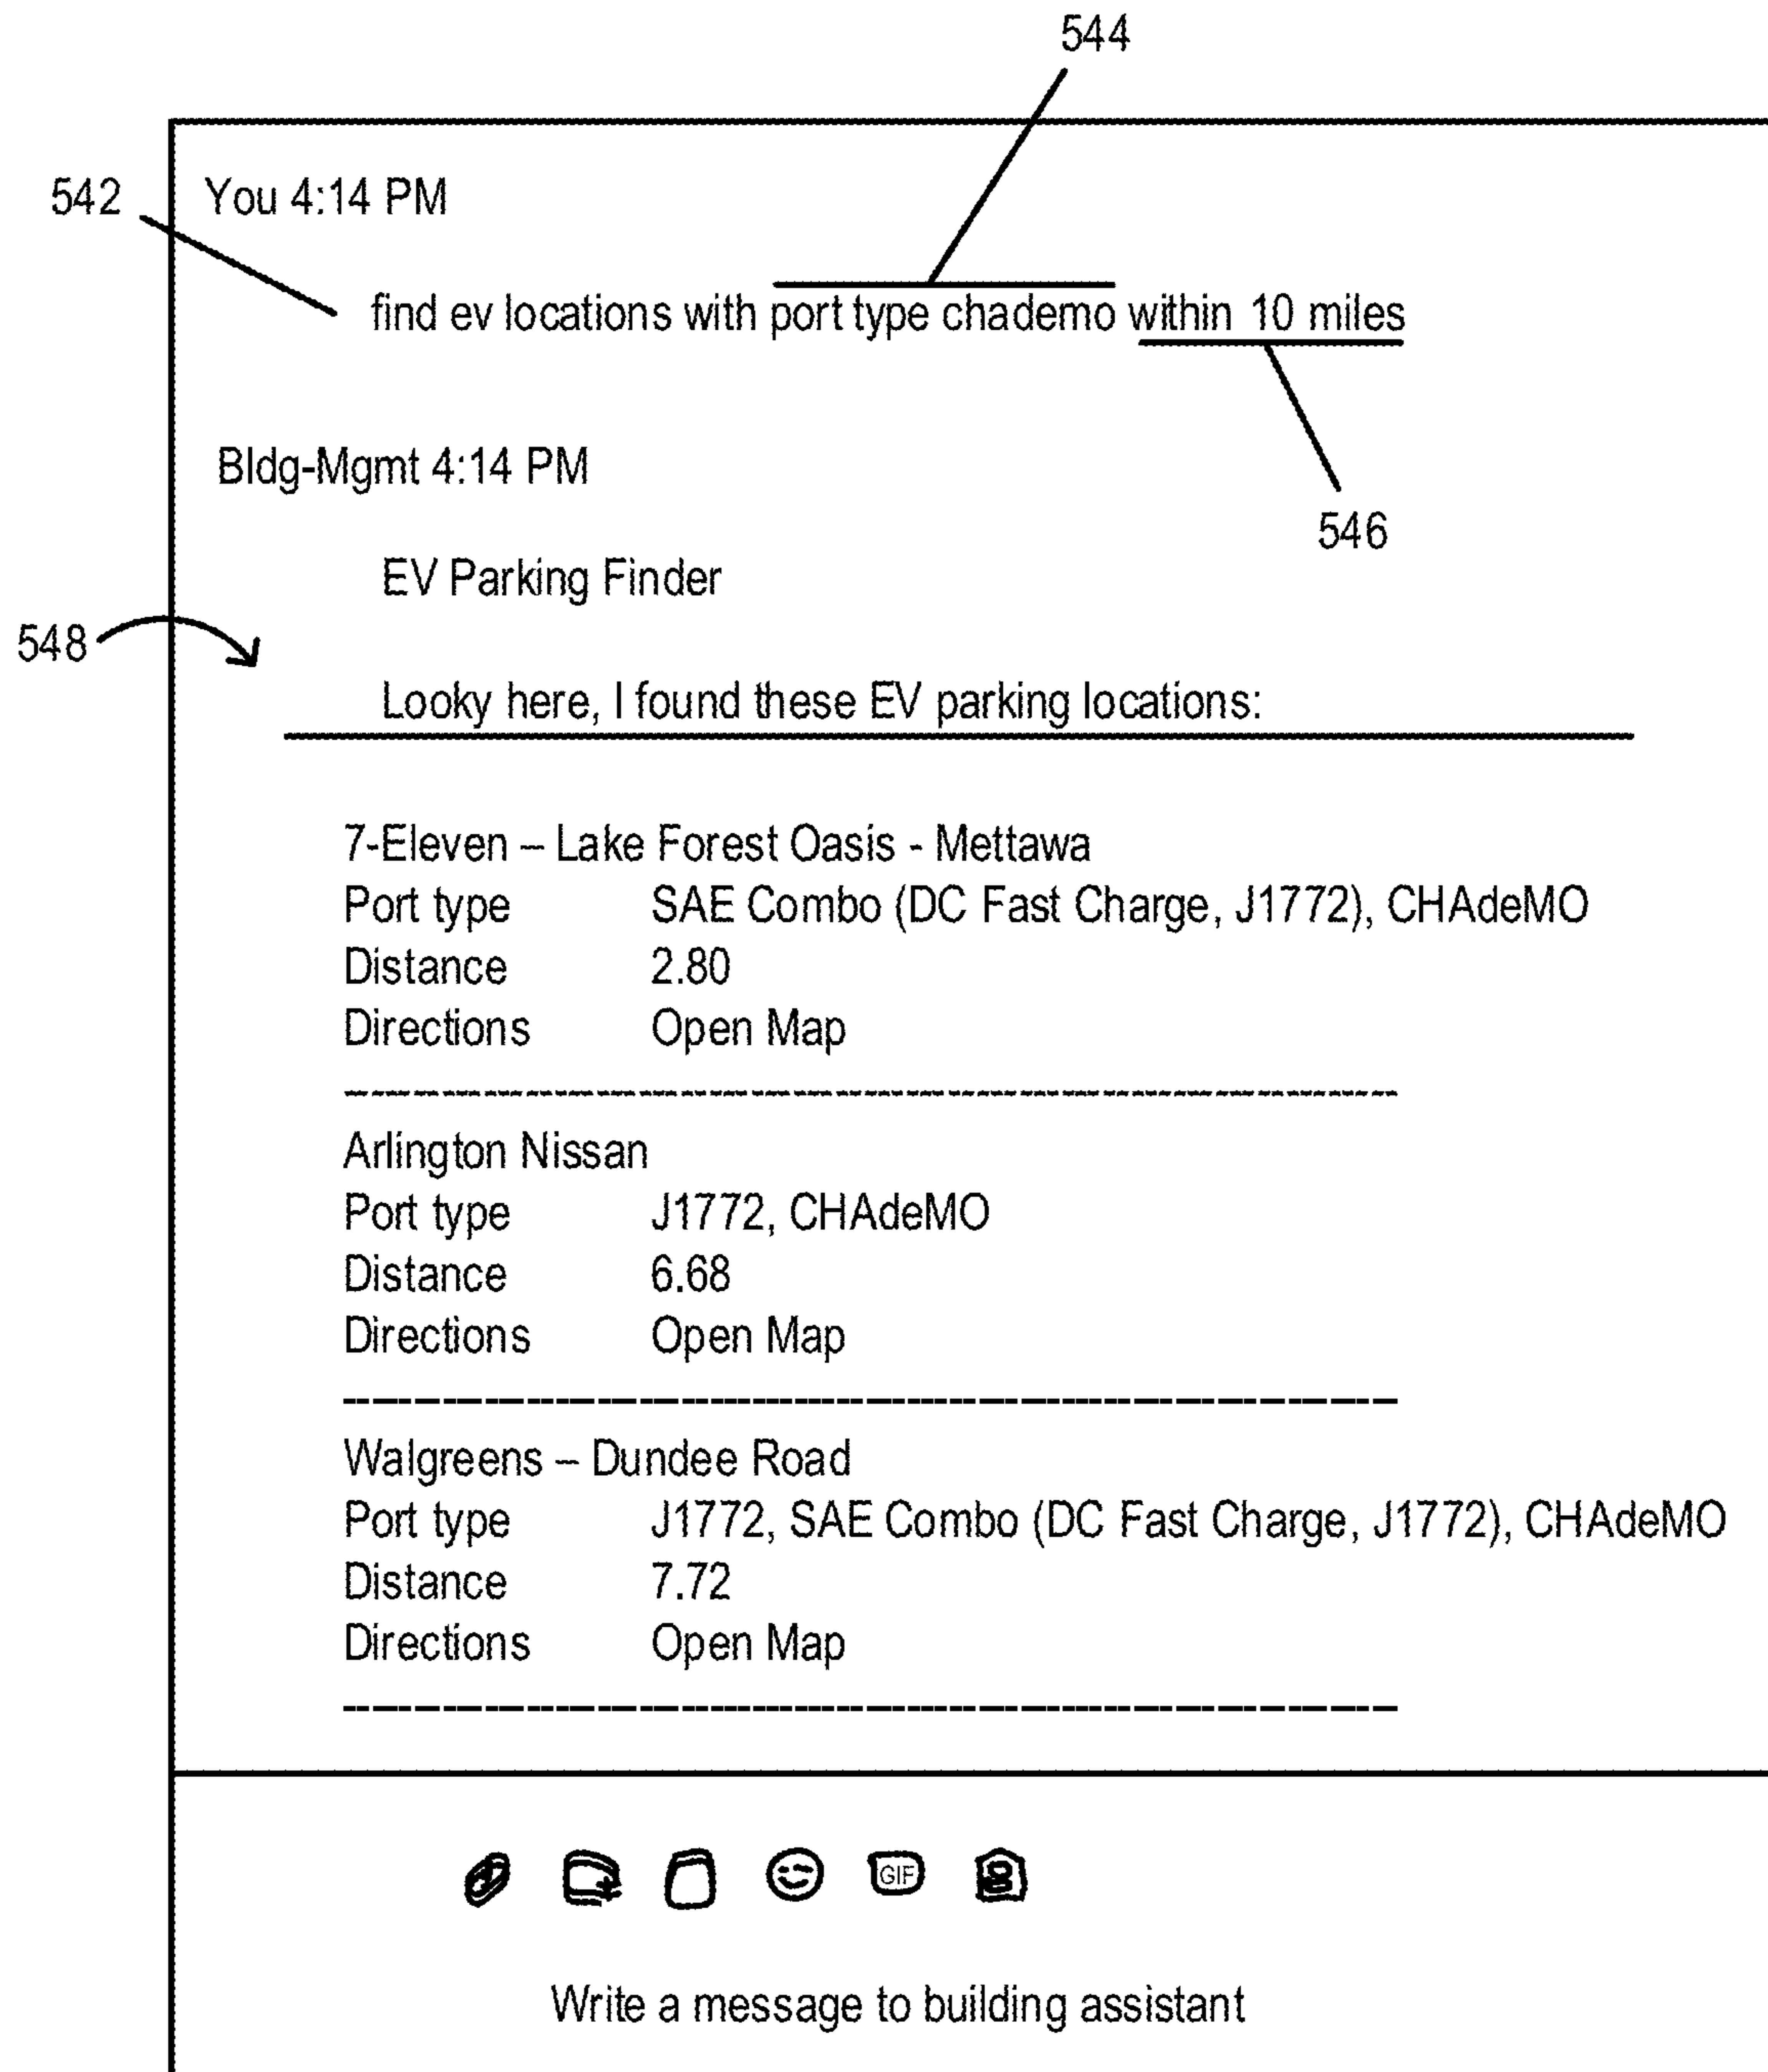 544
542
You 4:14 PM
find ev locations with port type chademo within 10 miles
Bldg-Mgmt 4:14 PM
546
EV Parking Finder
548
Looky here, I found these EV parking locations:
7-Eleven – Lake Forest Oasis - Mettawa
Port type SAE Combo (DC Fast Charge, J1772), CHAdeMO
Distance 2.80
Directions Open Map
Arlington Nissan
Port type J1772, CHAdeMO
Distance 6.68
Directions Open Map
Walgreens – Dundee Road
Port type J1772, SAE Combo (DC Fast Charge, J1772), CHAdeMO
Distance 7.72
Directions Open Map
GIF
Write a message to building assistant